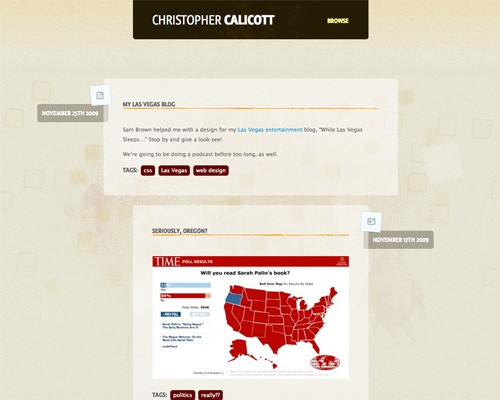 CHRISTOPHER CALICOTT
BROWSE
NOVEMBER 25TH 2009
MY LAS VEGAS BLOG
Sam Brown helped me with a design for my Las Vegas entertainment blog, "While Las Vegas
Sleeps..." Stop by and give a look-see!
We're going to be doing a podcast before too long, as well.
TAGS: css Las Vegas web design
NOVEMBER 17TH 2009
SERIOUSLY, OREGON?
TIME POLL RESULTS
Will you read Sarah Palin's book?
Yes
No
TAGS: politics really??